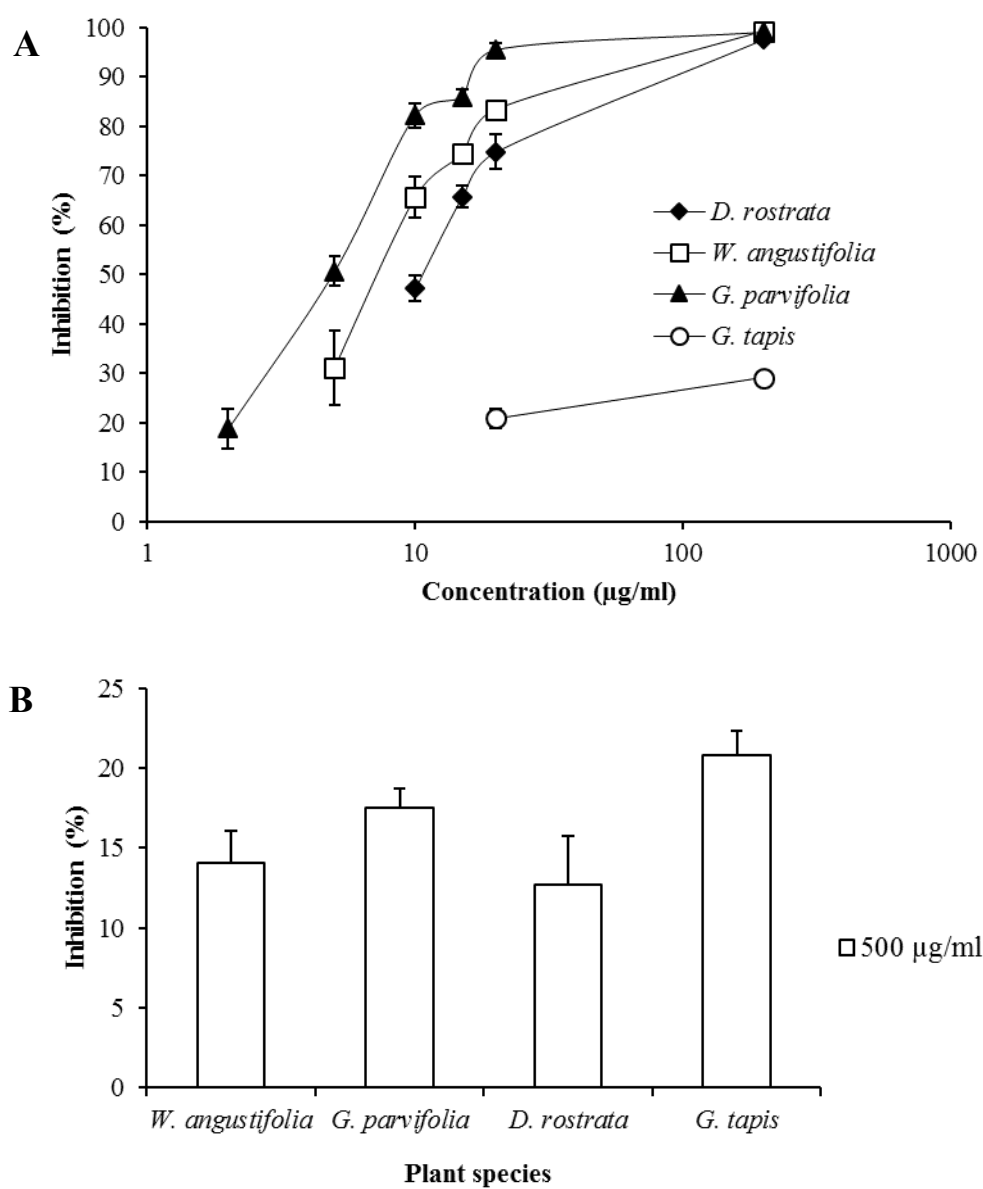 A
100
90
80
70
60
50
40
30
20
10
0
Inhibition (%)
D. rostrata
W. angustifolia
G. parvifolia
G. tapis
1 10 100 1000
Concentration (µg/ml)
B
25
20
15
10
5
0
Inhibition (%)
500 µg/ml
W. angustifolia G. parvifolia D. rostrata G. tapis
Plant species